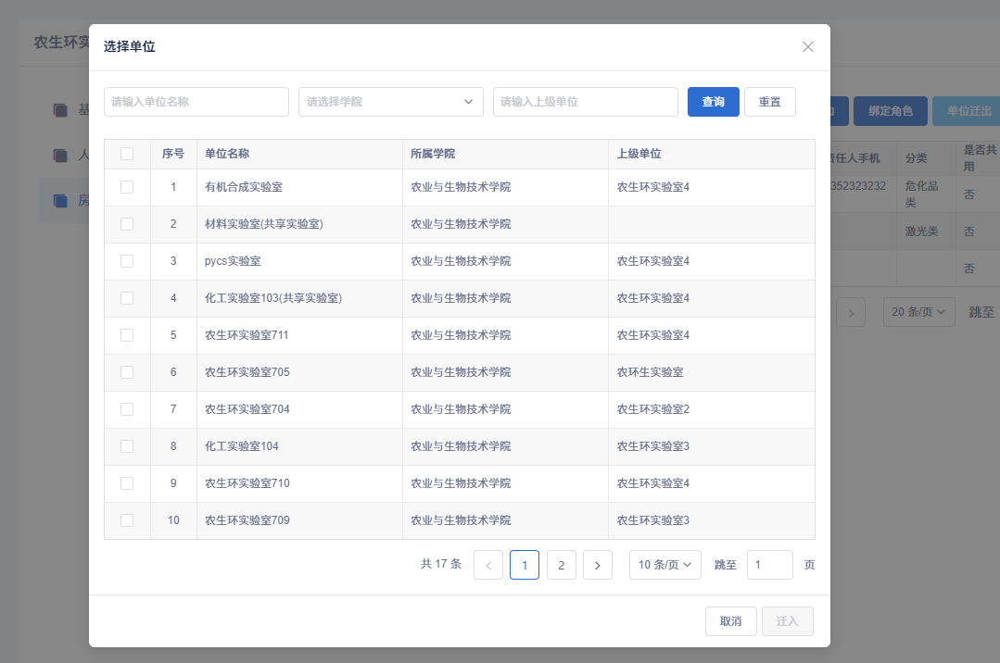 农生环实
选择单位
请输入单位名称 请选择学院 请输入上级单位 查询 重置
绑定角色 单位迁出
基
人
房
序号 单位名称 所属学院 上级单位
1 有机合成实验室 农业与生物技术学院 农生环实验室4
2 材料实验室(共享实验室) 农业与生物技术学院
3 pycs实验室 农业与生物技术学院 农生环实验室4
4 化工实验室103(共享实验室) 农业与生物技术学院 农生环实验室4
5 农生环实验室711 农业与生物技术学院 农生环实验室4
6 农生环实验室705 农业与生物技术学院 农环生实验室
7 农生环实验室704 农业与生物技术学院 农生环实验室2
8 化工实验室104 农业与生物技术学院 农生环实验室3
9 农生环实验室710 农业与生物技术学院 农生环实验室4
10 农生环实验室709 农业与生物技术学院 农生环实验室3
共 17 条 1 2 10 条/页 跳至 1 页
取消 迁入
责任人手机 分类 是否共用
352323232 危化品类 否
激光类 否
否
20 条/页 跳至